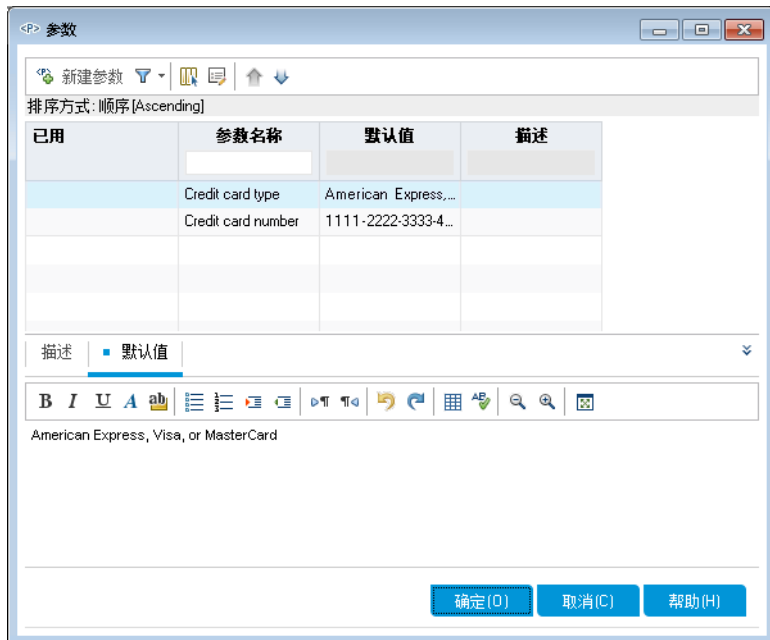 <P> 参数
新建参数
排序方式: 顺序[Ascending]
已用 参数名称 默认值 描述
Credit card type American Express,...
Credit card number 1111-2222-3333-4...
描述 默认值
B I U A ab
American Express, Visa, or MasterCard
确定(O) 取消(C) 帮助(H)